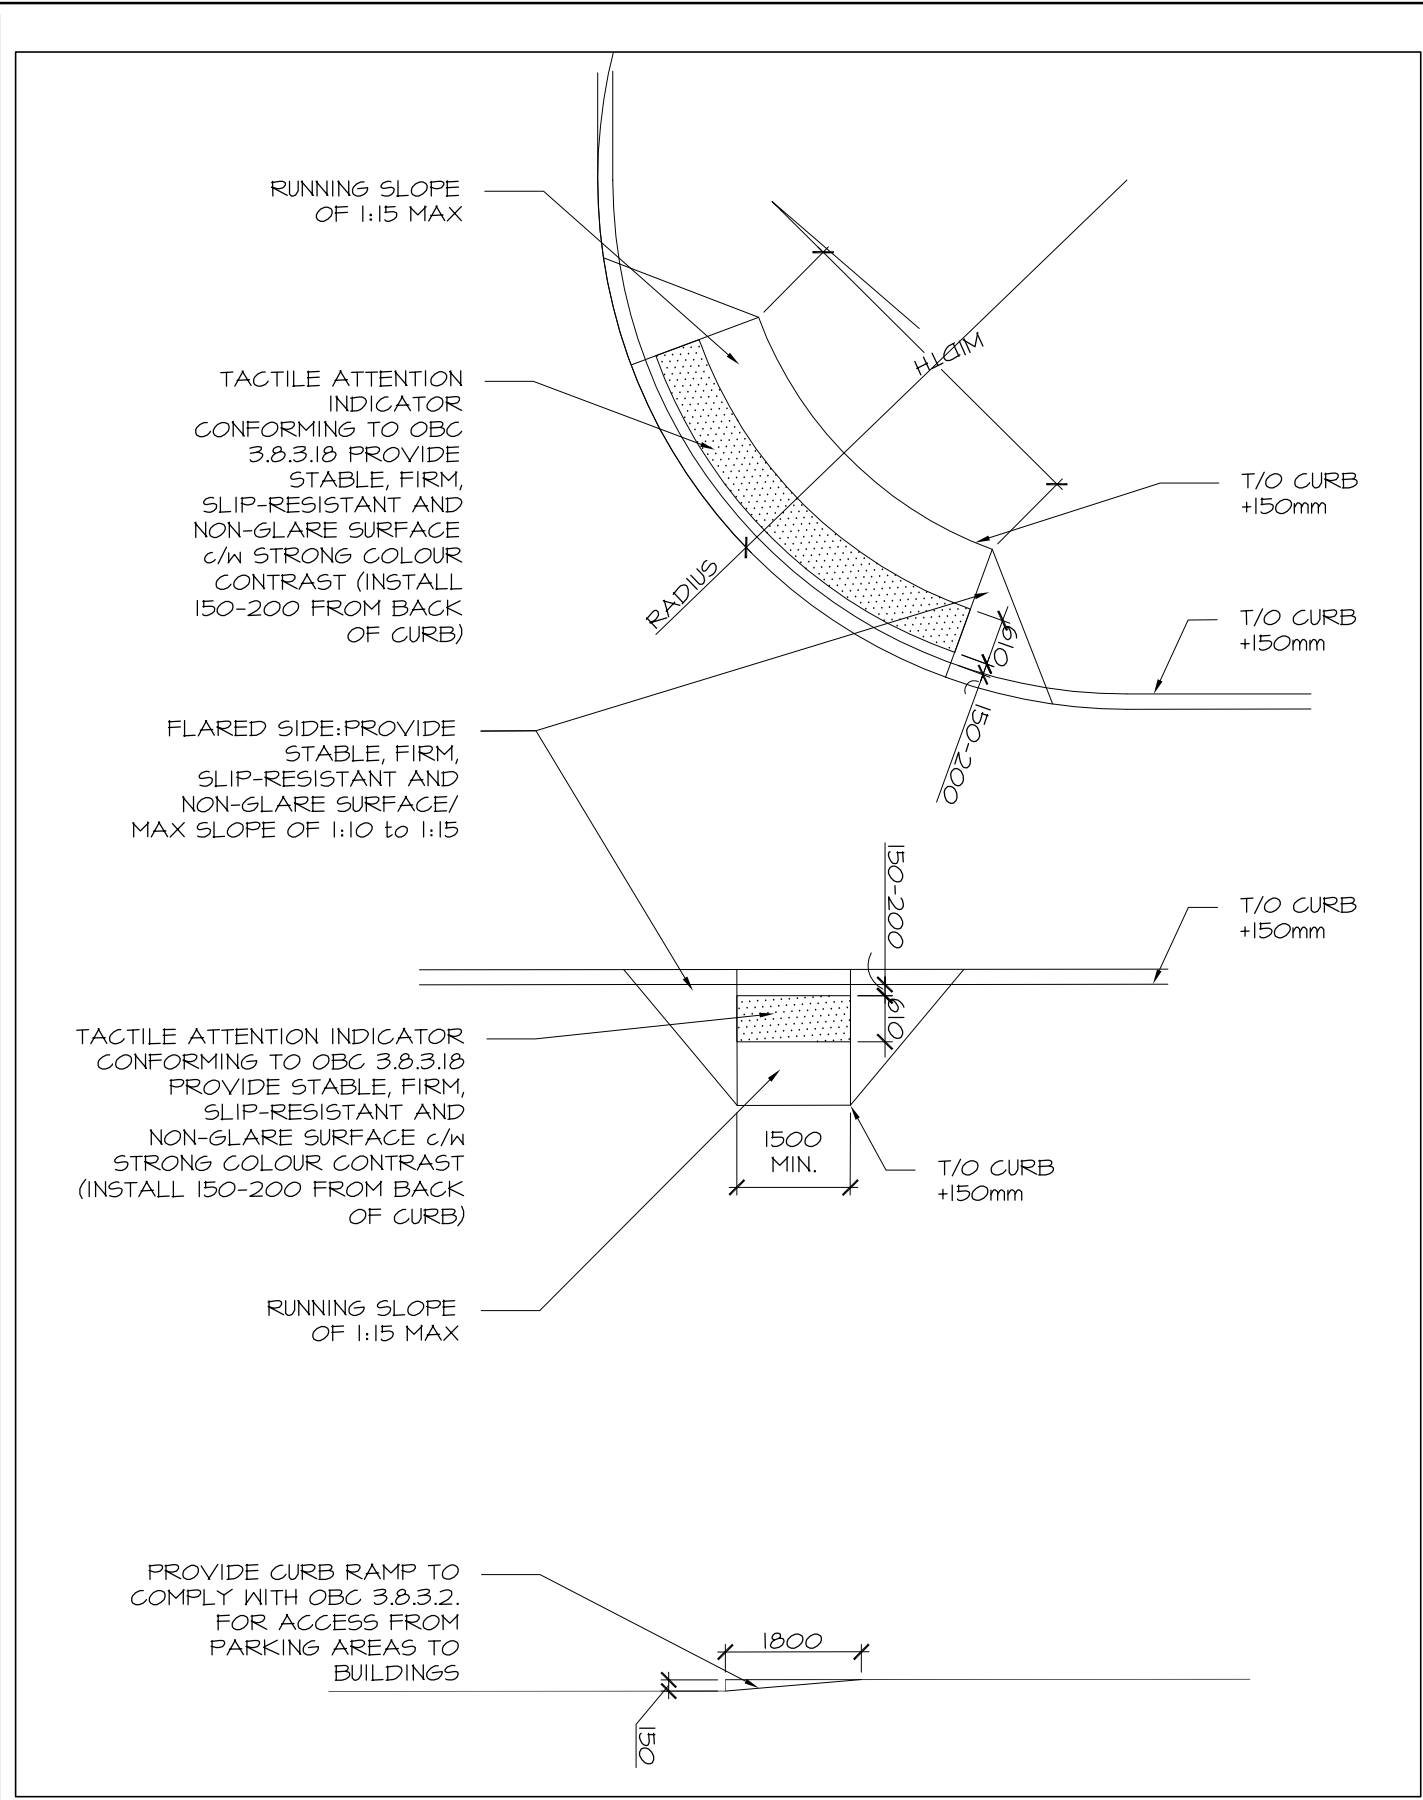 RUNNING SLOPE
OF 1:15 MAX
WIDTH
TACTILE ATTENTION
INDICATOR
CONFORMING TO OBC
3.8.3.18 PROVIDE
STABLE, FIRM,
SLIP-RESISTANT AND
NON-GLARE SURFACE
c/w STRONG COLOUR
CONTRAST (INSTALL
150-200 FROM BACK
OF CURB)
T/O CURB
+150mm
RADIUS
T/O CURB
+150mm
610
150-200
FLARED SIDE:PROVIDE
STABLE, FIRM,
SLIP-RESISTANT AND
NON-GLARE SURFACE/
MAX SLOPE OF 1:10 to 1:15
150-200
T/O CURB
+150mm
610
TACTILE ATTENTION INDICATOR
CONFORMING TO OBC 3.8.3.18
PROVIDE STABLE, FIRM,
SLIP-RESISTANT AND
NON-GLARE SURFACE c/w
STRONG COLOUR CONTRAST
(INSTALL 150-200 FROM BACK
OF CURB)
1500
MIN.
T/O CURB
+150mm
RUNNING SLOPE
OF 1:15 MAX
PROVIDE CURB RAMP TO
COMPLY WITH OBC 3.8.3.2.
FOR ACCESS FROM
PARKING AREAS TO
BUILDINGS
1800
150